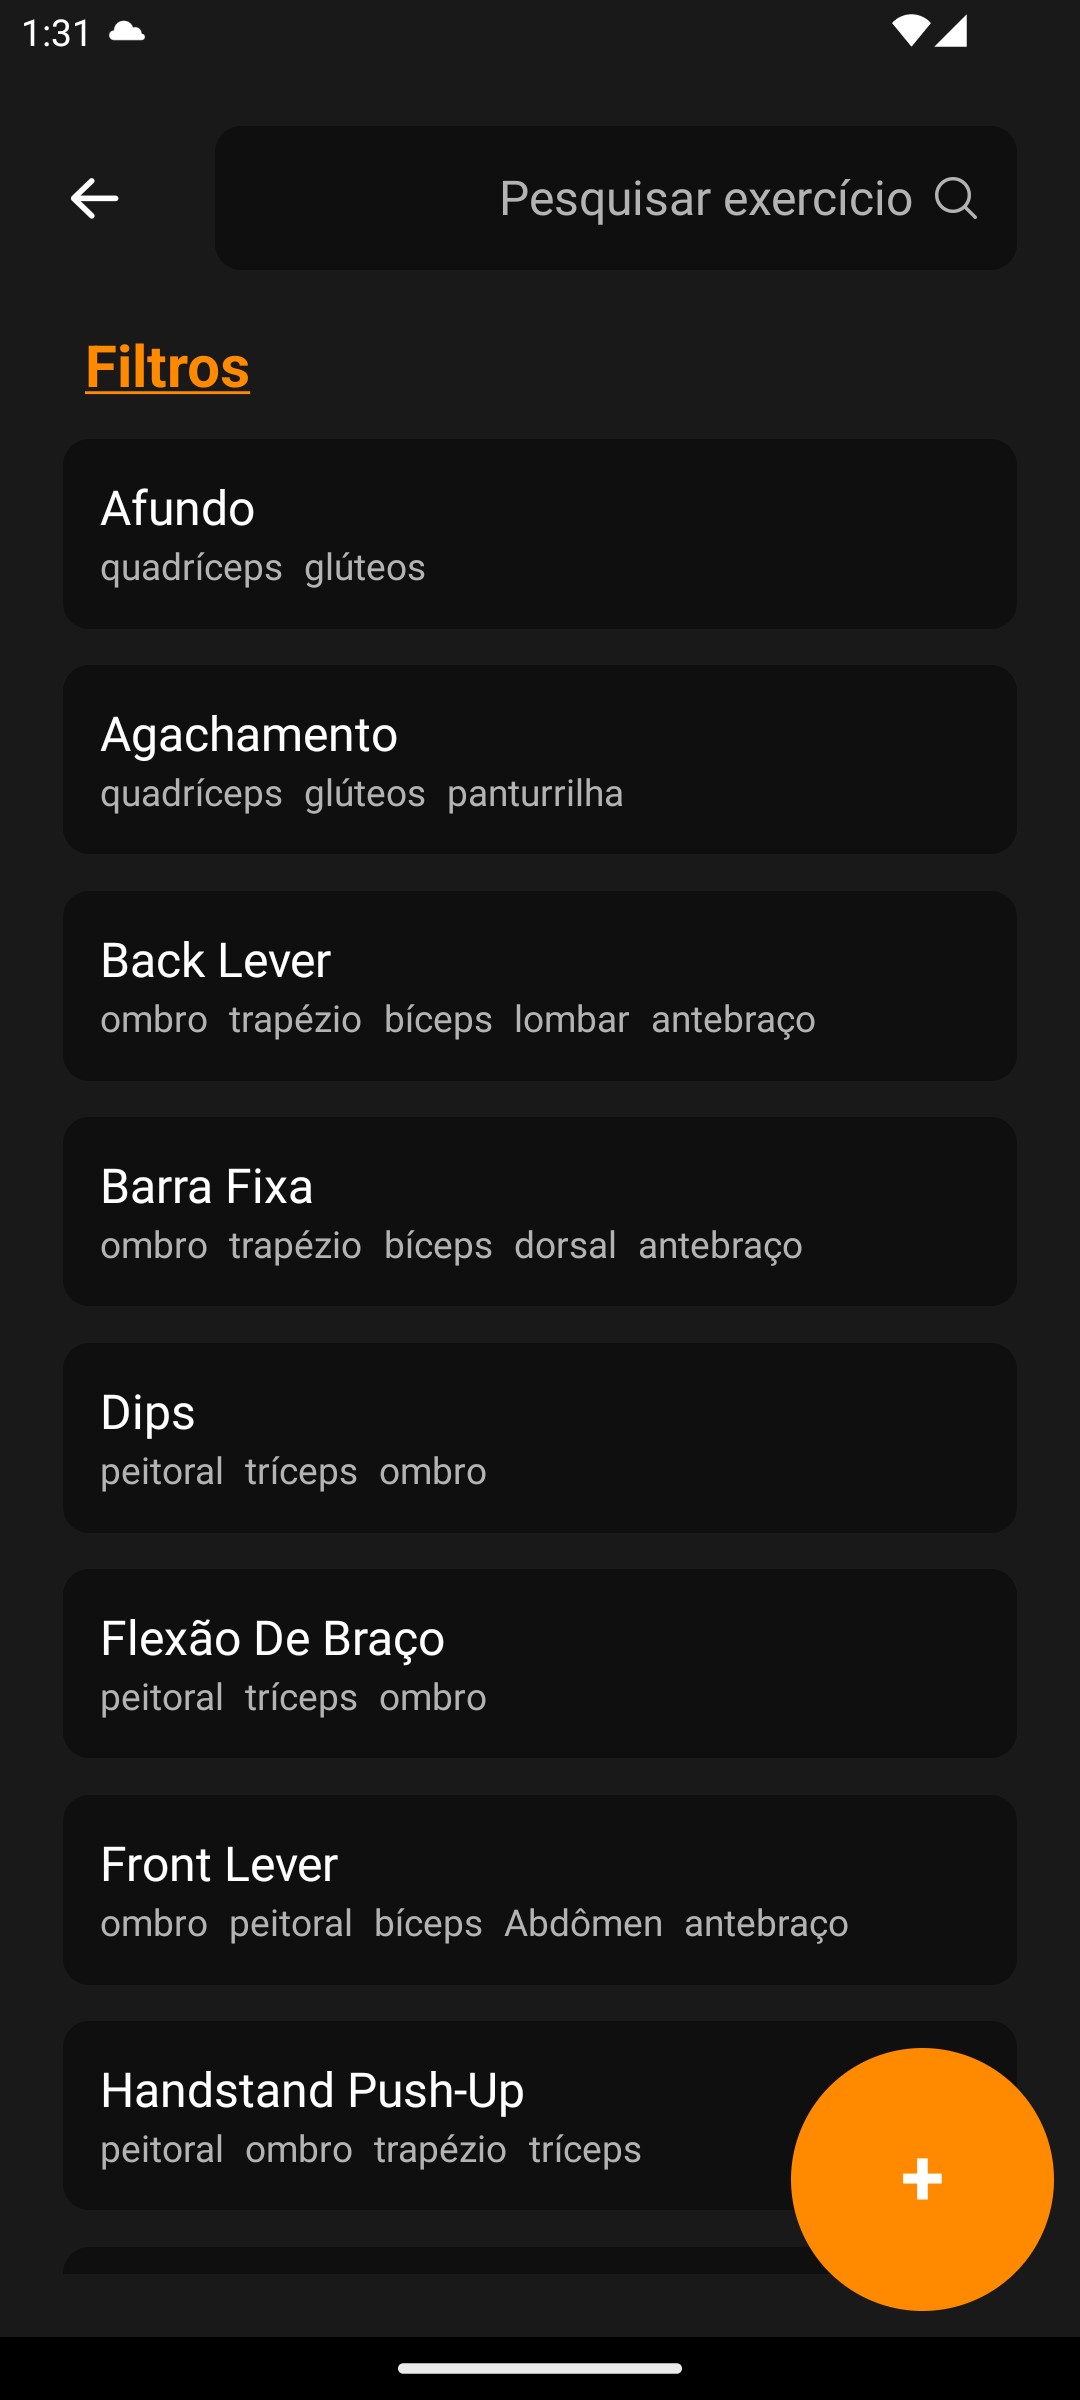 1:31
Pesquisar exercício
Filtros
Afundo
quadríceps glúteos
Agachamento
quadríceps glúteos panturrilha
Back Lever
ombro trapézio bíceps lombar antebraço
Barra Fixa
ombro trapézio bíceps dorsal antebraço
Dips
peitoral tríceps ombro
Flexão De Braço
peitoral tríceps ombro
Front Lever
ombro peitoral bíceps Abdômen antebraço
Handstand Push-Up
peitoral ombro trapézio tríceps
+